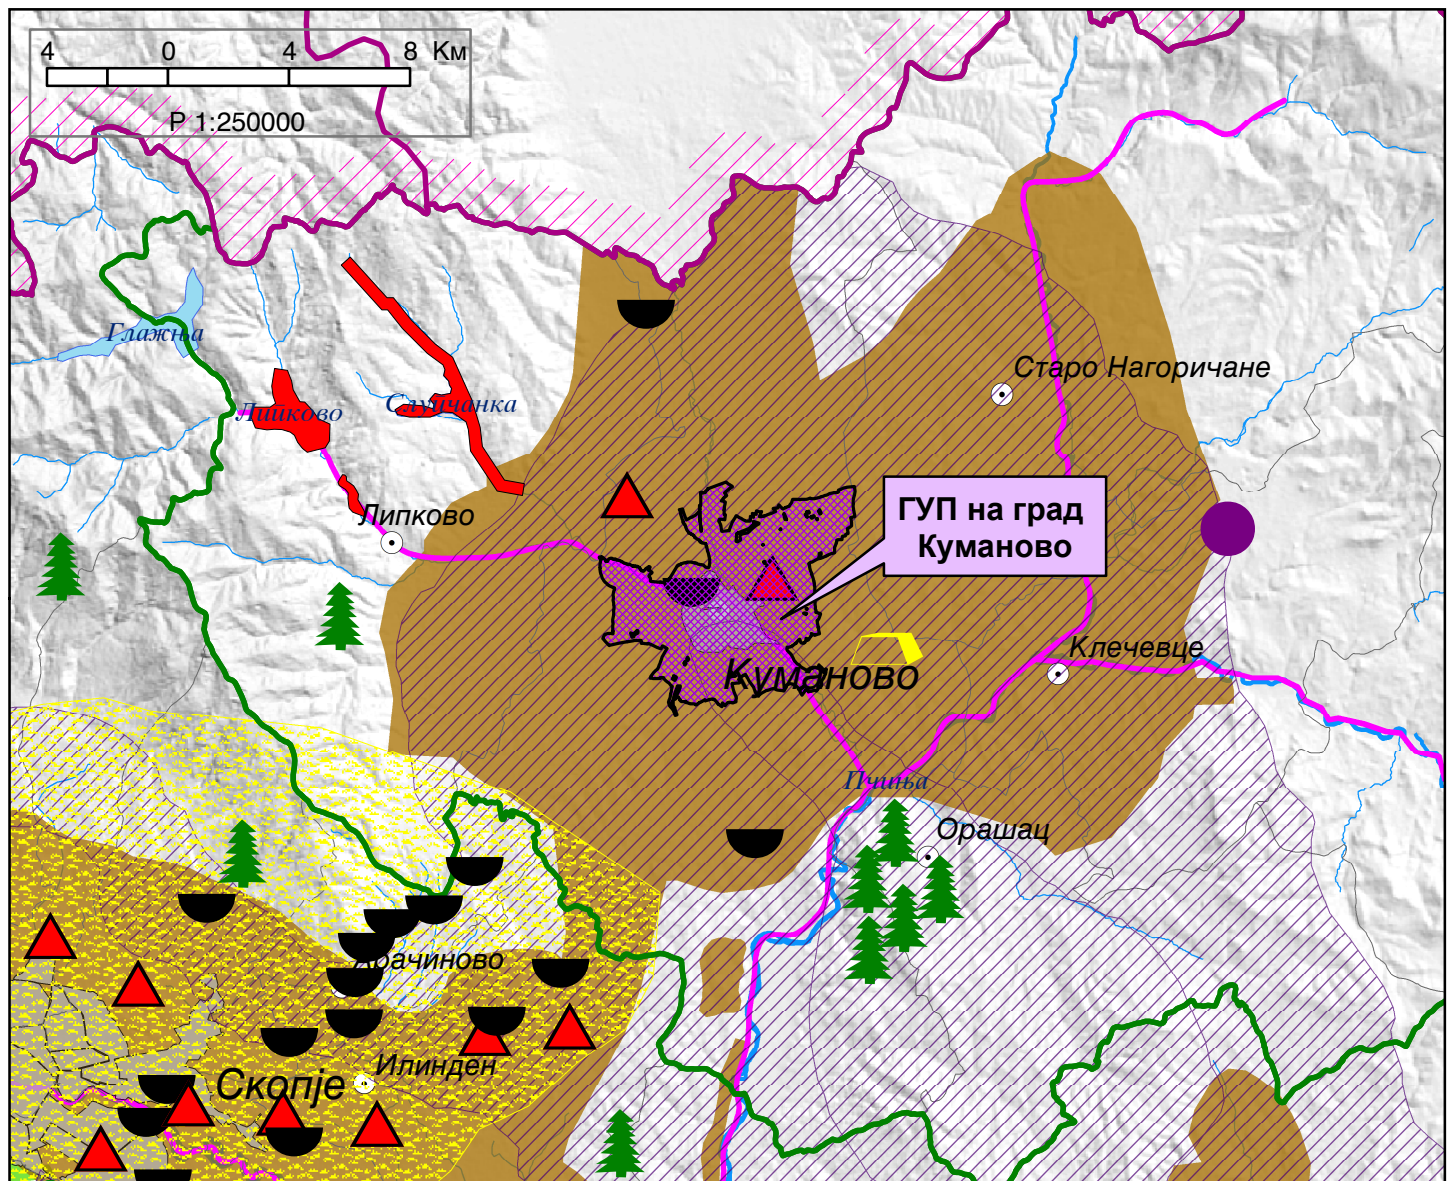 4 0 4 8 Км
Р 1:250000
Глажња
Старо Нагоричане
Липково
Слупчанка
ГУП на град
Куманово
Липково
Клечевце
Куманово
Пчиња
Орашац
Арачиново
Илинден
Скопје